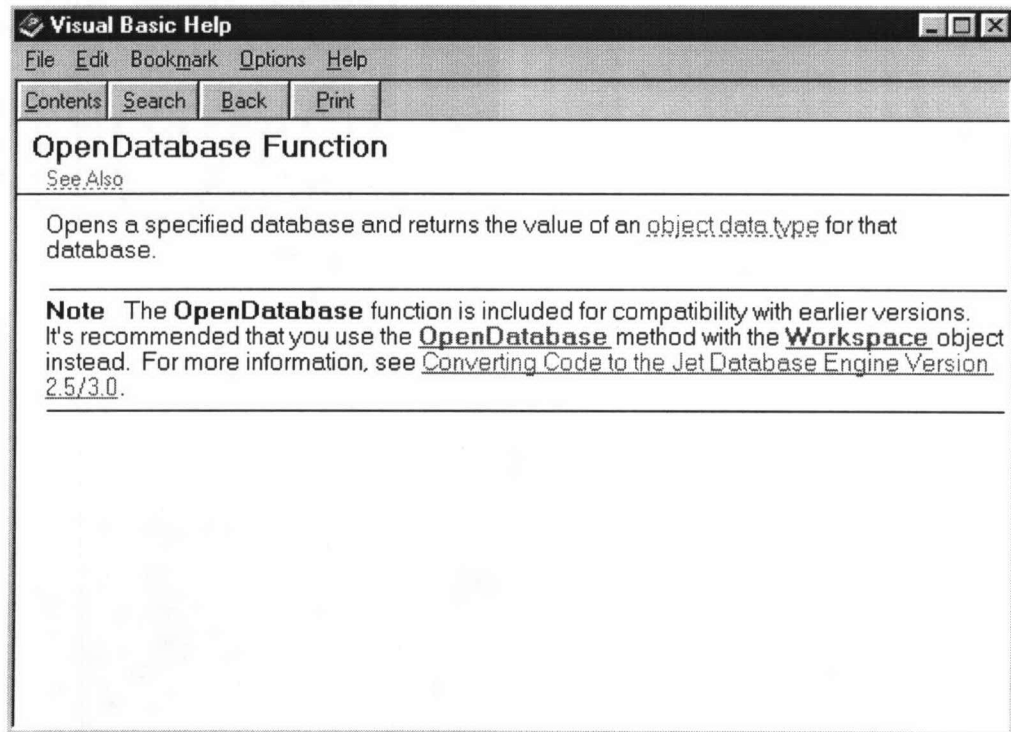 Visual Basic Help
File Edit Bookmark Options Help
Contents Search Back Print
OpenDatabase Function
See Also
Opens a specified database and returns the value of an object data type for that
database.
Note The OpenDatabase function is included for compatibility with earlier versions.
It's recommended that you use the OpenDatabase method with the Workspace object
instead. For more information, see Converting Code to the Jet Database Engine Version
2.5/3.0.